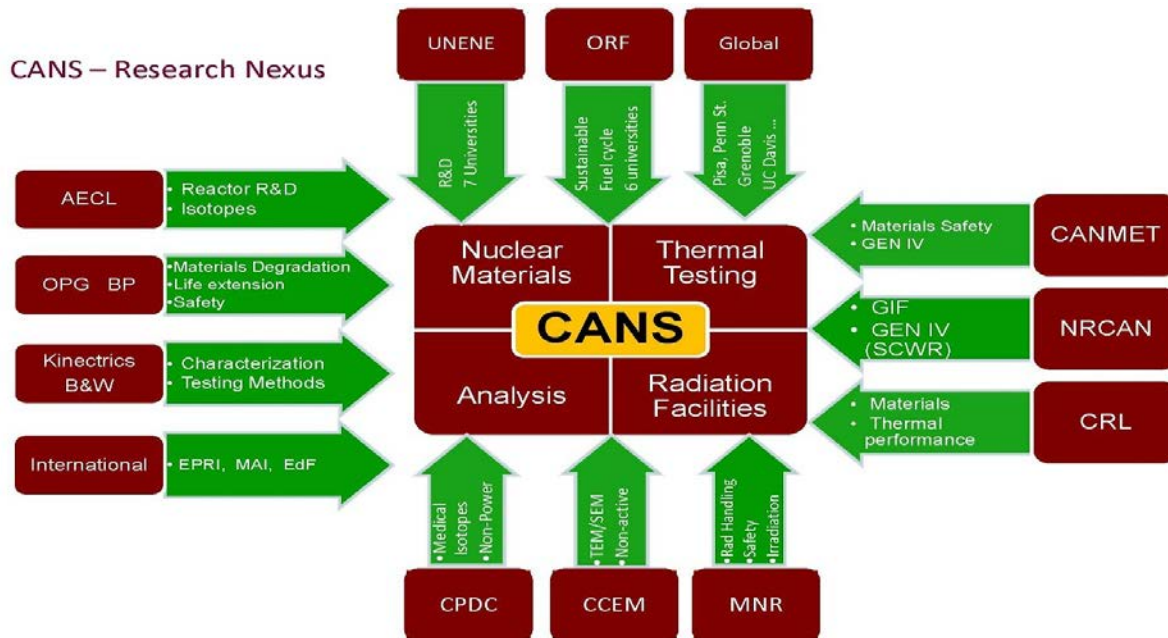 CANS – Research Nexus
UNENE
ORF
Global
R&D
7 Universities
Sustainable
Fuel cycle
6 universities
Pisa, Penn St.
Grenoble
UC Davis ...
AECL
• Reactor R&D
• Isotopes
OPG BP
•Materials Degradation
•Life extension
•Safety
Kinectrics
B&W
• Characterization
• Testing Methods
International
• EPRI, MAI, EdF
Nuclear
Materials
Thermal
Testing
CANS
Analysis
Radiation
Facilities
• Materials Safety
• GEN IV
CANMET
• GIF
• GEN IV
(SCWR)
NRCAN
• Materials
• Thermal
performance
CRL
•Medical
Isotopes
•Non-Power
•TEM/SEM
•Non-active
•Rad Handling
•Safety
•Irradiation
CPDC
CCEM
MNR